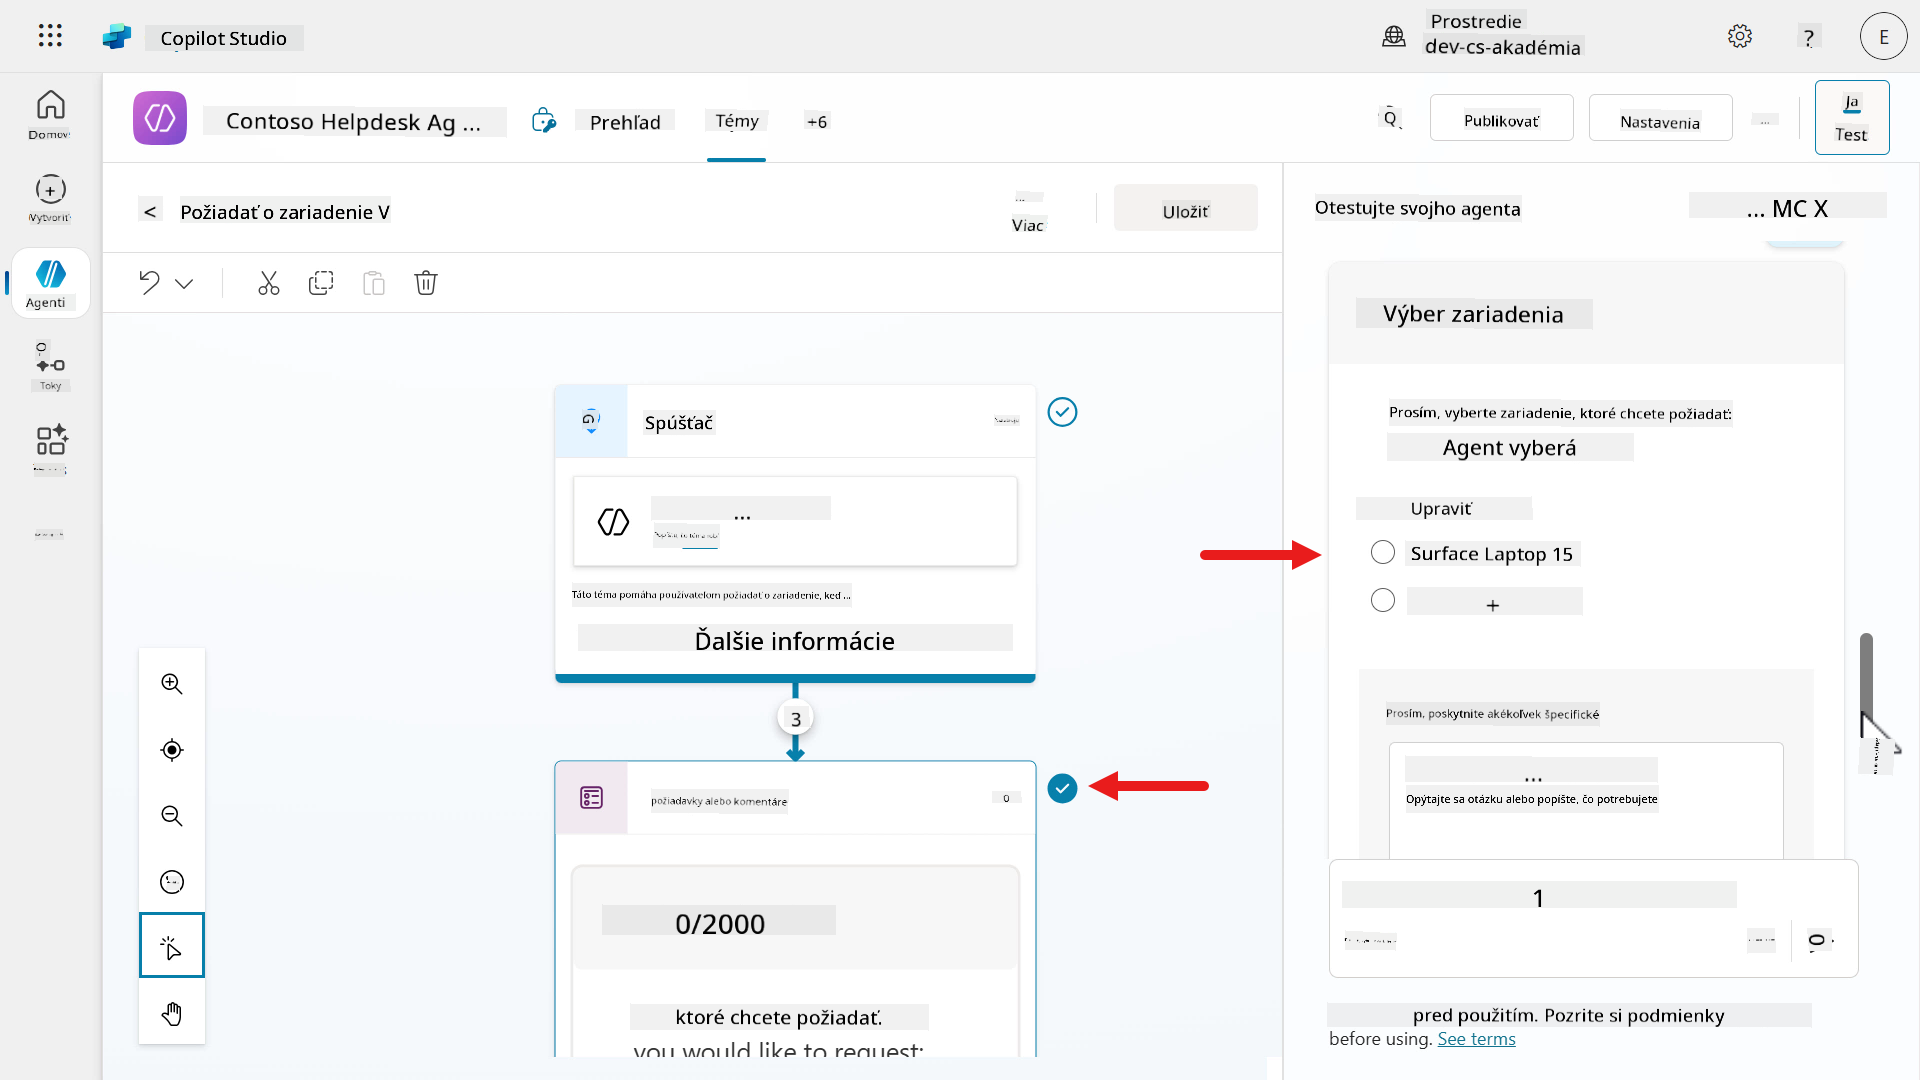 Copilot Studio
Prostredie
dev-cs-akadémia
?
E
Domov
Vytvoriť
Agenti
Toky
Contoso Helpdesk Ag ...
Prehľad
Témy
+6
Publikovať
Nastavenia
...
Ja
Test
<
Požiadať o zariadenie V
...
Viac
Uložiť
Spúšťač
...
Táto téma pomáha používateľom požiadať o zariadenie, keď ...
Ďalšie informácie
3
požiadavky alebo komentáre
0
0/2000
ktoré chcete požiadať.
you would like to request:
Otestujte svojho agenta
... MC X
Výber zariadenia
Prosím, vyberte zariadenie, ktoré chcete požiadať:
Agent vyberá
Upraviť
Surface Laptop 15
+
Prosím, poskytnite akékoľvek špecifické
...
Opýtajte sa otázku alebo popíšte, čo potrebujete
1
pred použitím. Pozrite si podmienky
before using. See terms